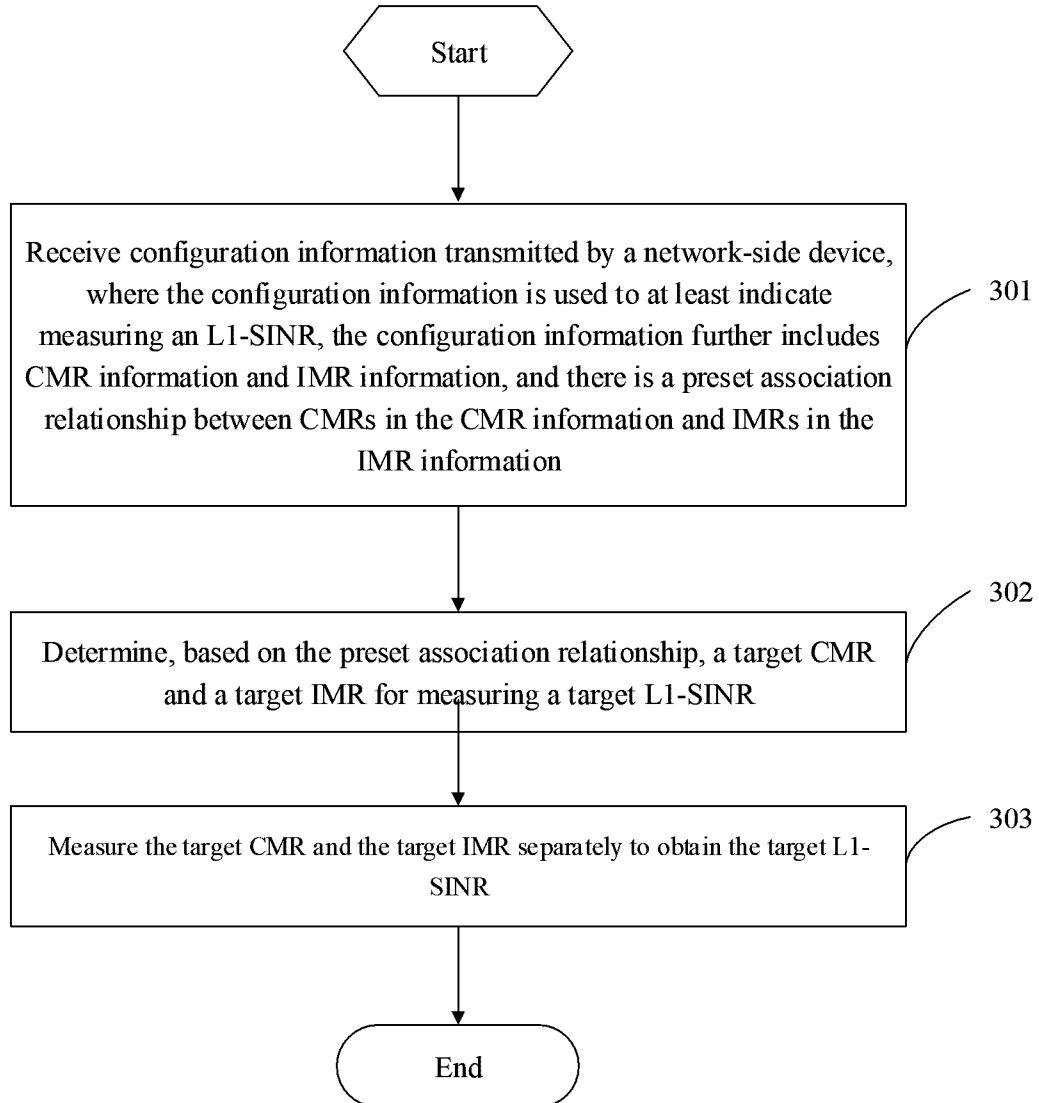 Start
Receive configuration information transmitted by a network-side device,
where the configuration information is used to at least indicate
measuring an L1-SINR, the configuration information further includes
CMR information and IMR information, and there is a preset association
relationship between CMRs in the CMR information and IMRs in the
IMR information
301
Determine, based on the preset association relationship, a target CMR
and a target IMR for measuring a target L1-SINR
302
Measure the target CMR and the target IMR separately to obtain the target L1-
SINR
303
End